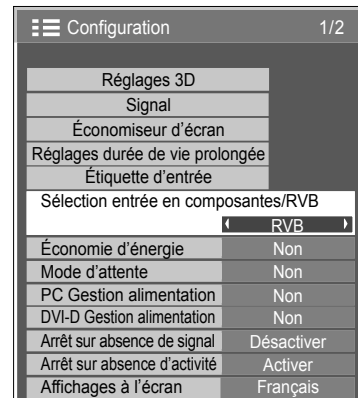 Configuration 1/2
Réglages 3D
Signal
Économiseur d'écran
Réglages durée de vie prolongée
Étiquette d'entrée
Sélection entrée en composantes/RVB
RVB
Économie d'énergie Non
Mode d'attente Non
PC Gestion alimentation Non
DVI-D Gestion alimentation Non
Arrêt sur absence de signal Désactiver
Arrêt sur absence d'activité Activer
Affichages à l'écran Français